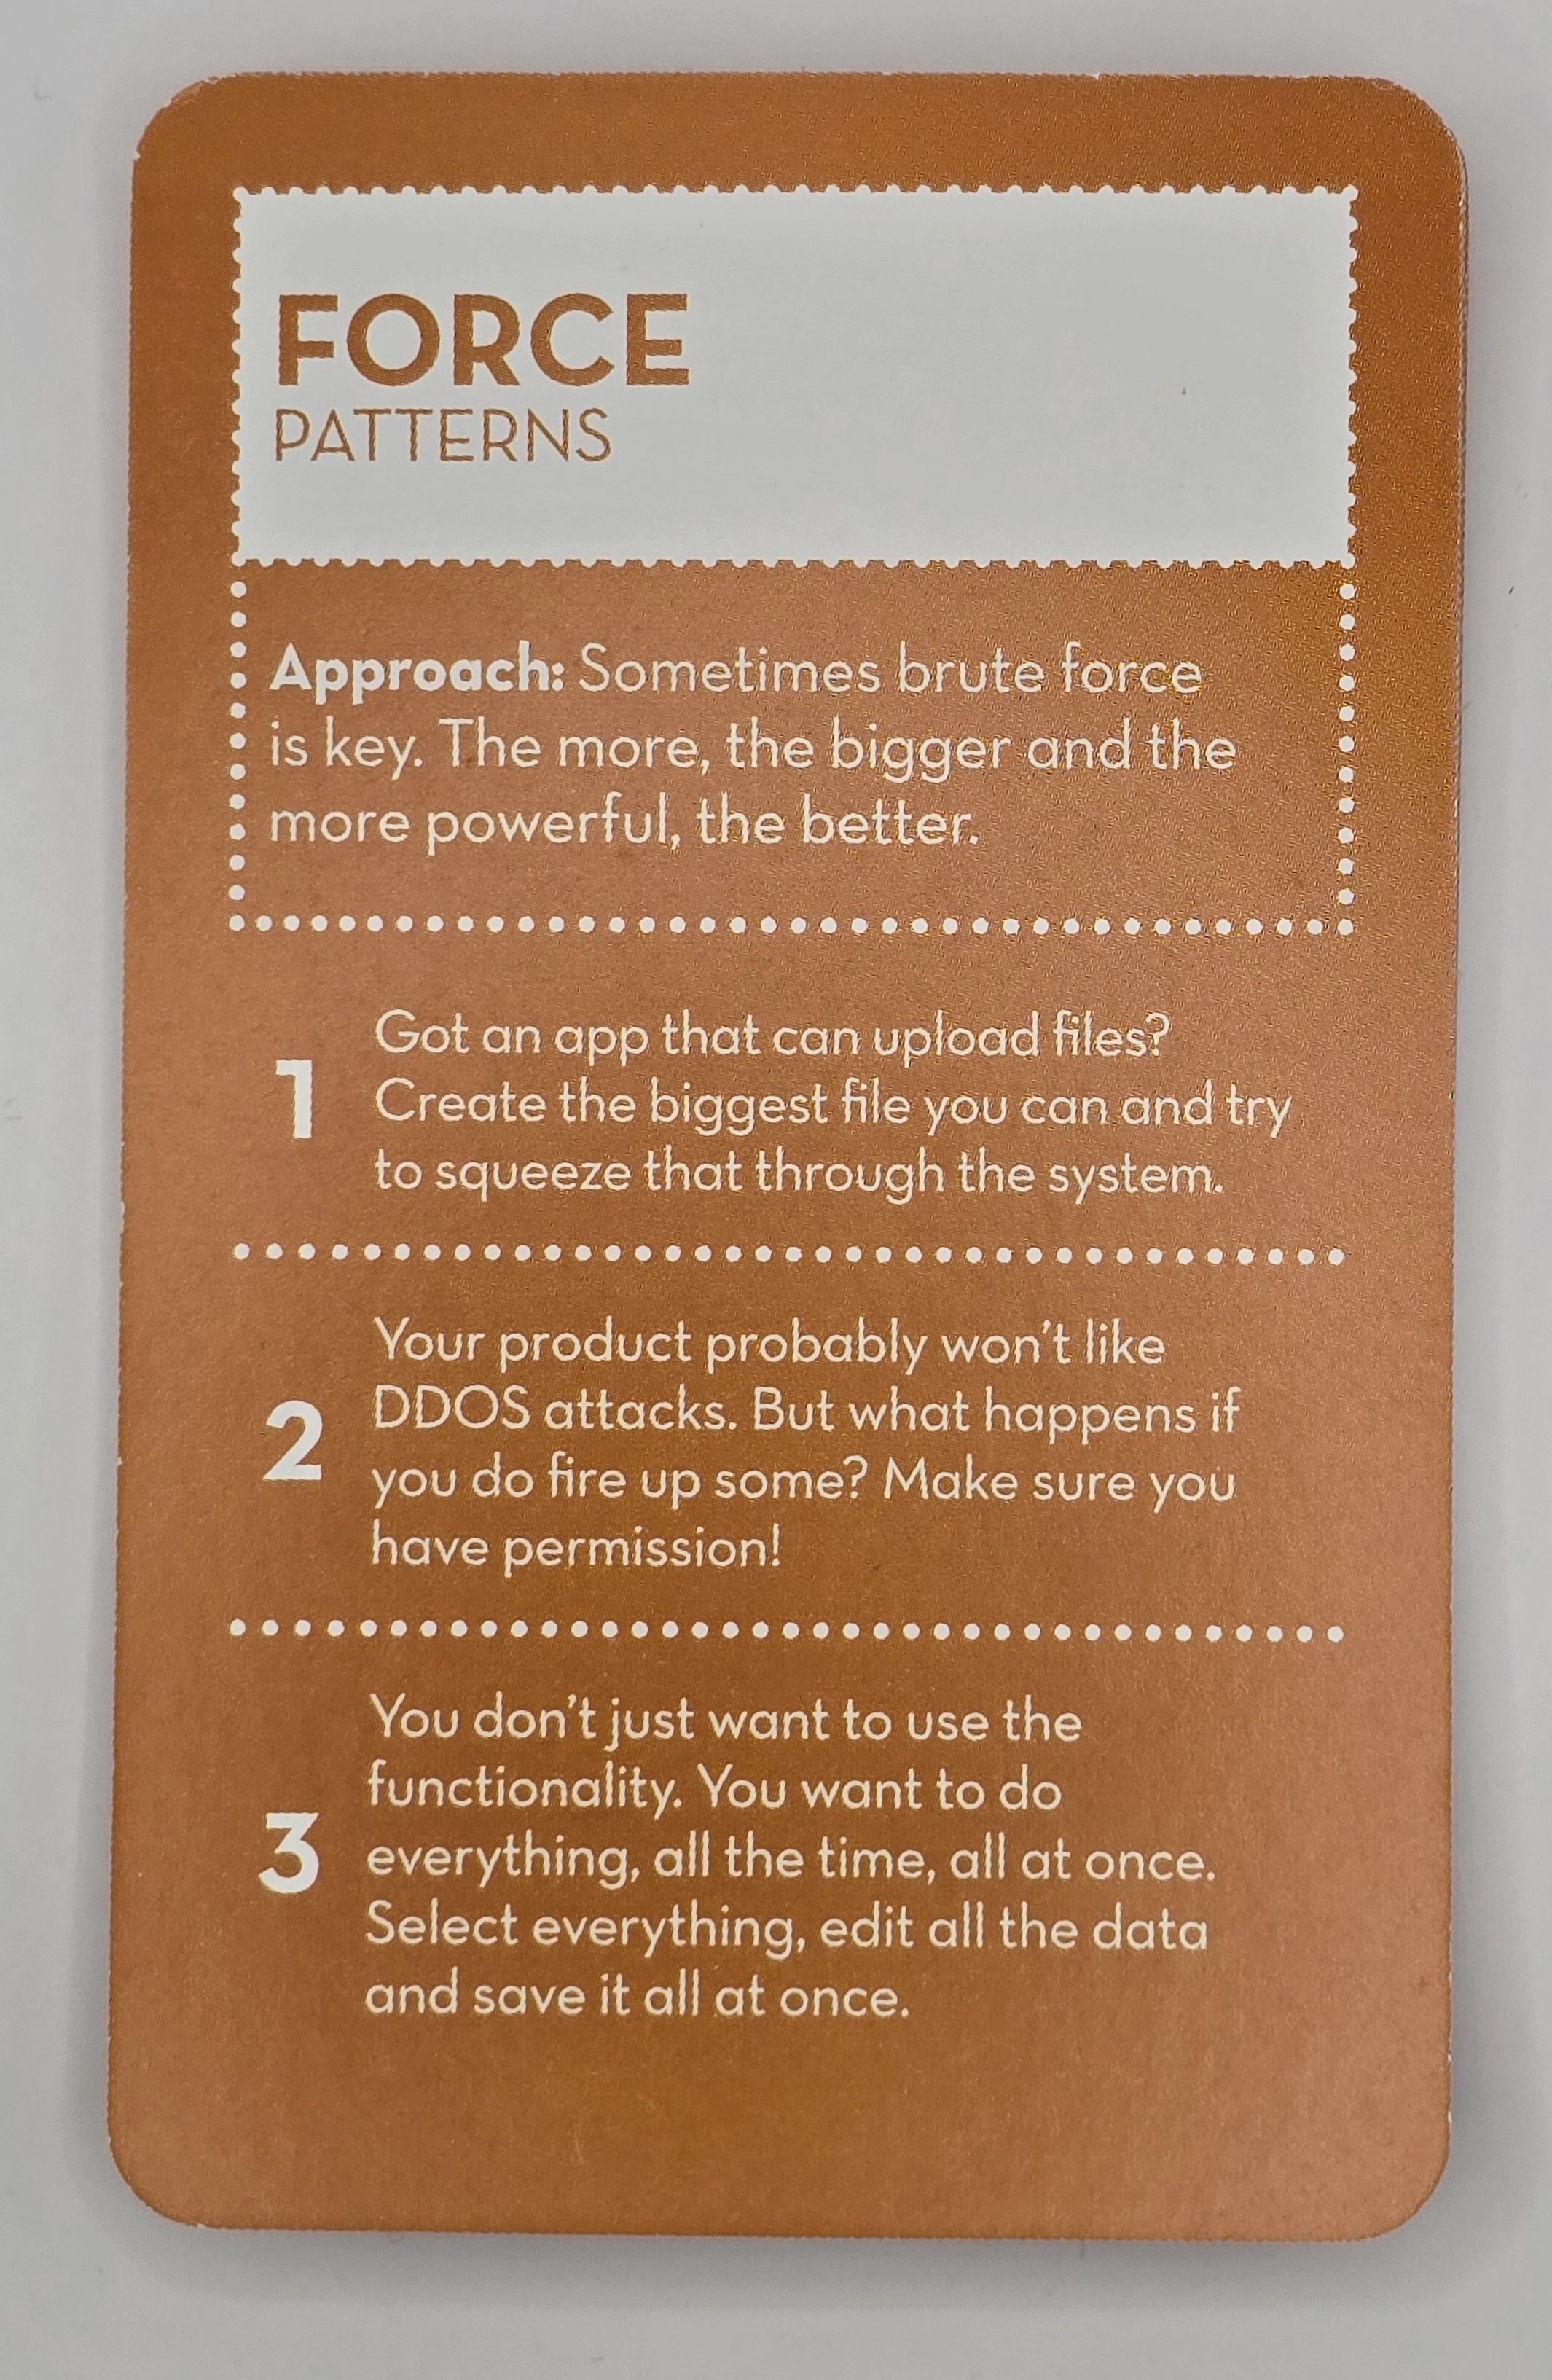 FORCE
PATTERNS
Approach: Sometimes brute force
is key. The more, the bigger and the
more powerful, the better.
1
Got an app that can upload files?
Create the biggest file you can and try
to squeeze that through the system.
2
Your product probably won't like
DDOS attacks. But what happens if
you do fire up some? Make sure you
have permission!
3
You don't just want to use the
functionality. You want to do
everything, all the time, all at once.
Select everything, edit all the data
and save it all at once.